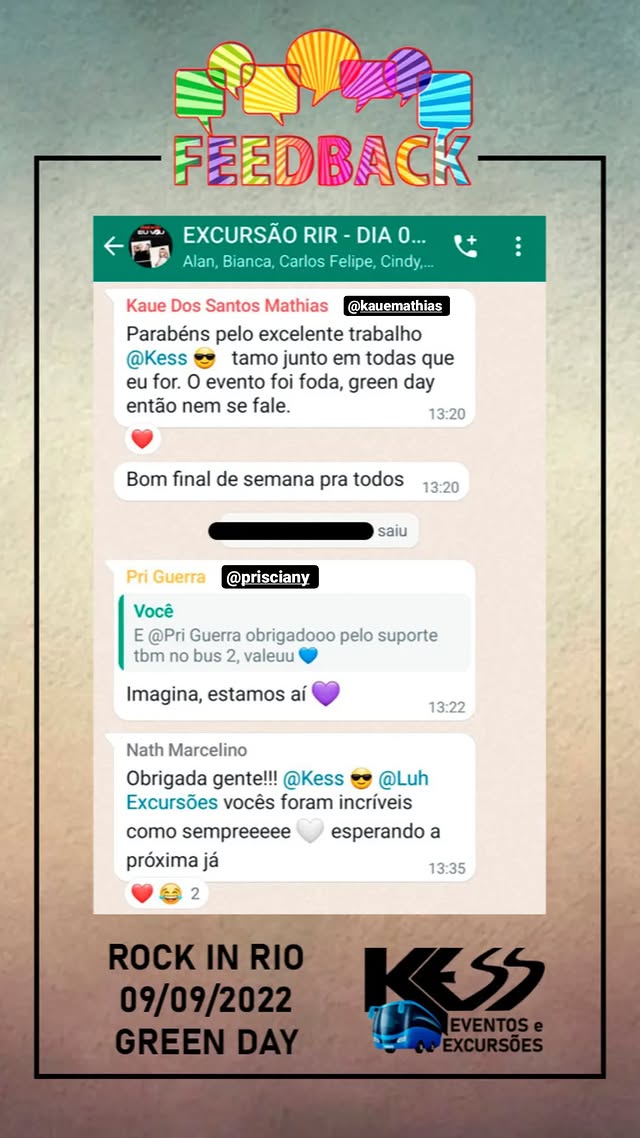 FEEDBACK
EXCURSÃO RIR - DIA 0...
Alan, Bianca, Carlos Felipe, Cindy,...
Kaue Dos Santos Mathias @kauemathias
Parabéns pelo excelente trabalho
@Kess 😎 tamo junto em todas que
eu for. O evento foi foda, green day
então nem se fale.
13:20
Bom final de semana pra todos
13:20
saiu
Pri Guerra @prisciany
Você
E @Pri Guerra obrigadooo pelo suporte
tbm no bus 2, valeuu 💙
Imagina, estamos aí 💜
13:22
Nath Marcelino
Obrigada gente!!! @Kess 😎 @Luh
Excursões vocês foram incríveis
como sempreeeee 🤍 esperando a
próxima já
13:35
2
ROCK IN RIO
09/09/2022
GREEN DAY
KESS
EVENTOS e
EXCURSÕES